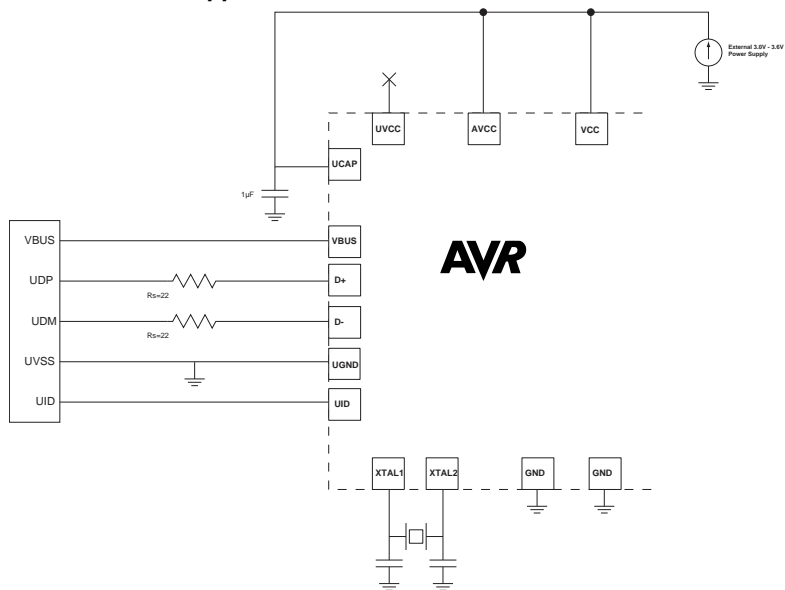 External 3.0V - 3.6V
Power Supply
UVCC
AVCC
VCC
UCAP
1µF
VBUS
VBUS
AVR
UDP
Rs=22
D+
UDM
Rs=22
D-
UVSS
UGND
UID
UID
XTAL1
XTAL2
GND
GND